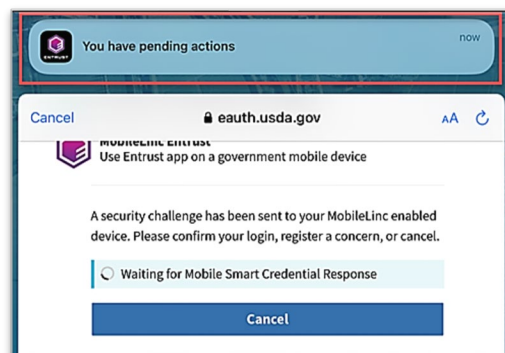 You have pending actions
now
ENTRUST
Cancel
eauth.usda.gov
AA
MobileLinc Entrust
Use Entrust app on a government mobile device
A security challenge has been sent to your MobileLinc enabled
device. Please confirm your login, register a concern, or cancel.
Waiting for Mobile Smart Credential Response
Cancel